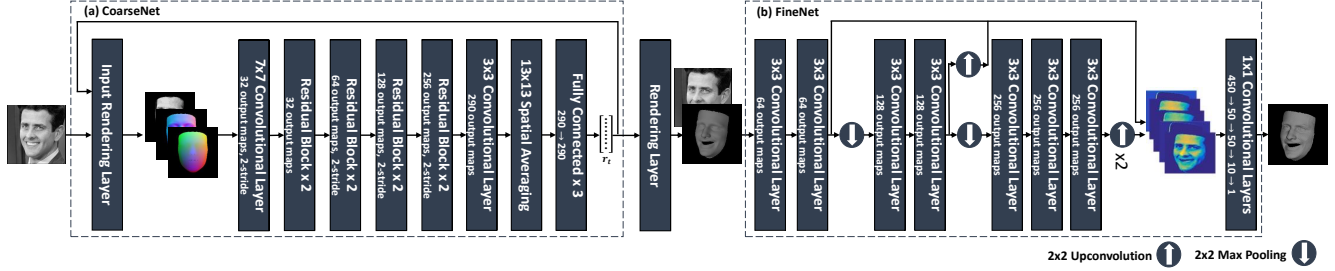 (a) CoarseNet
Input Rendering
Layer
7x7 Convolutional Layer
32 output maps, 2-stride
Residual Block x 2
32 output maps
Residual Block x 2
64 output maps, 2-stride
Residual Block x 2
128 output maps, 2-stride
Residual Block x 2
256 output maps, 2-stride
3x3 Convolutional Layer
290 output maps
13x13 Spatial Averaging
Fully Connected x 3
290 → 290
r_t
Rendering Layer
(b) FineNet
3x3 Convolutional Layer
64 output maps
3x3 Convolutional Layer
64 output maps
3x3 Convolutional Layer
128 output maps
3x3 Convolutional Layer
128 output maps
3x3 Convolutional Layer
256 output maps
3x3 Convolutional Layer
256 output maps
3x3 Convolutional Layer
256 output maps
x2
1x1 Convolutional Layers
450 → 50 → 50 → 10 → 1
2x2 Upconvolution
2x2 Max Pooling